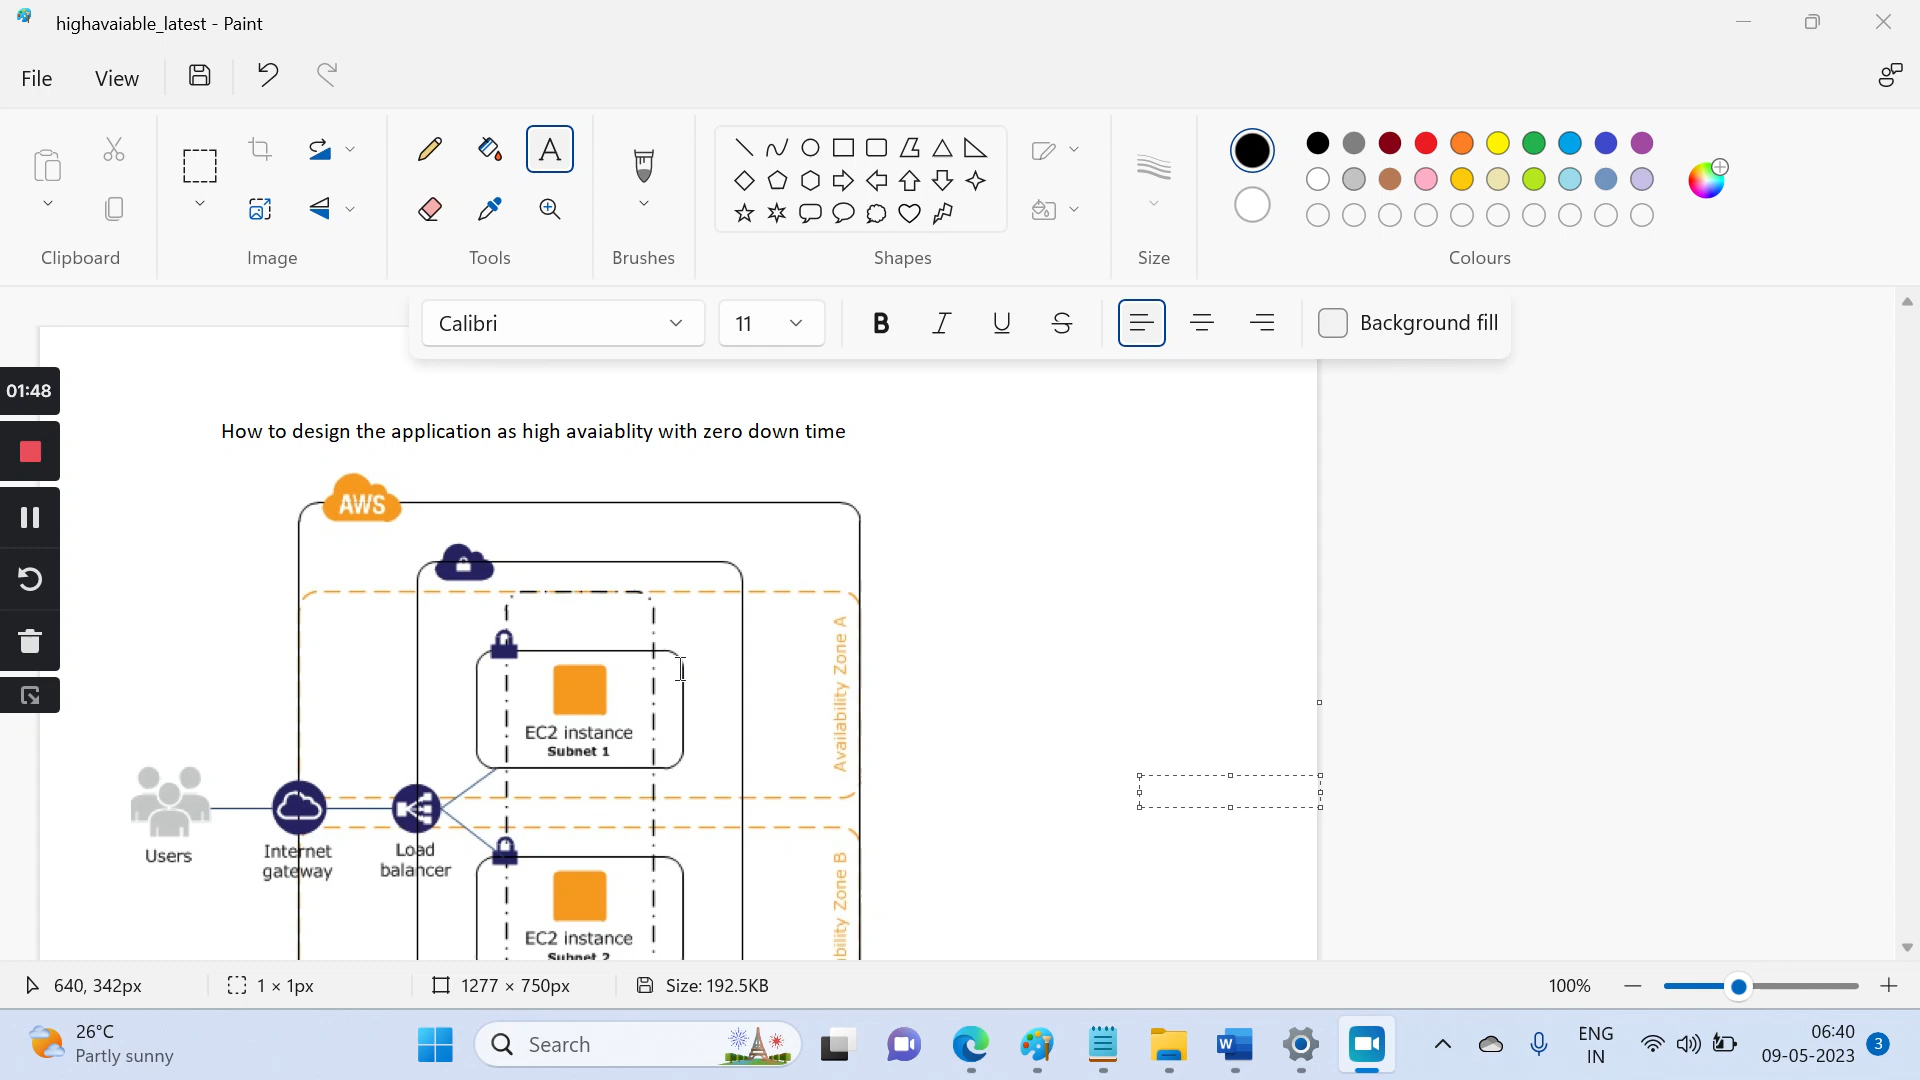 highavaiable_latest - Paint
File
View
Clipboard
Image
Tools
Brushes
Shapes
Size
Colours
Calibri
11
B
Background fill
01:48
How to design the application as high avaiablity with zero down time
AWS
Availability Zone A
EC2 instance
Subnet 1
Users
Internet
gateway
Load
balancer
EC2 instance
Subnet 2
bility Zone B
640, 342px
1 × 1px
1277 × 750px
Size: 192.5KB
100%
26°C
Partly sunny
Search
W
ENG
IN
06:40
09-05-2023
3